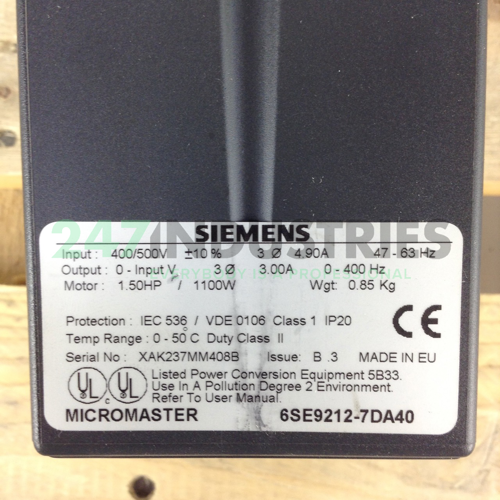 SIEMENS
Input : 400/500V ±10 % 3 Ø 4.90A 47 - 63 Hz
Output : 0 - Input V 3 Ø 3.00A 0 - 400 Hz
Motor : 1.50HP / 1100W Wgt: 0.85 Kg
Protection : IEC 536 / VDE 0106 Class 1 IP20
Temp Range : 0 - 50°C Duty Class II
Serial No : XAK237MM408B Issue: B .3 MADE IN EU
CE
C UL UL
Listed Power Conversion Equipment 5B33.
Use In A Pollution Degree 2 Environment.
Refer To User Manual.
MICROMASTER 6SE9212-7DA40
247INDUSTRIES